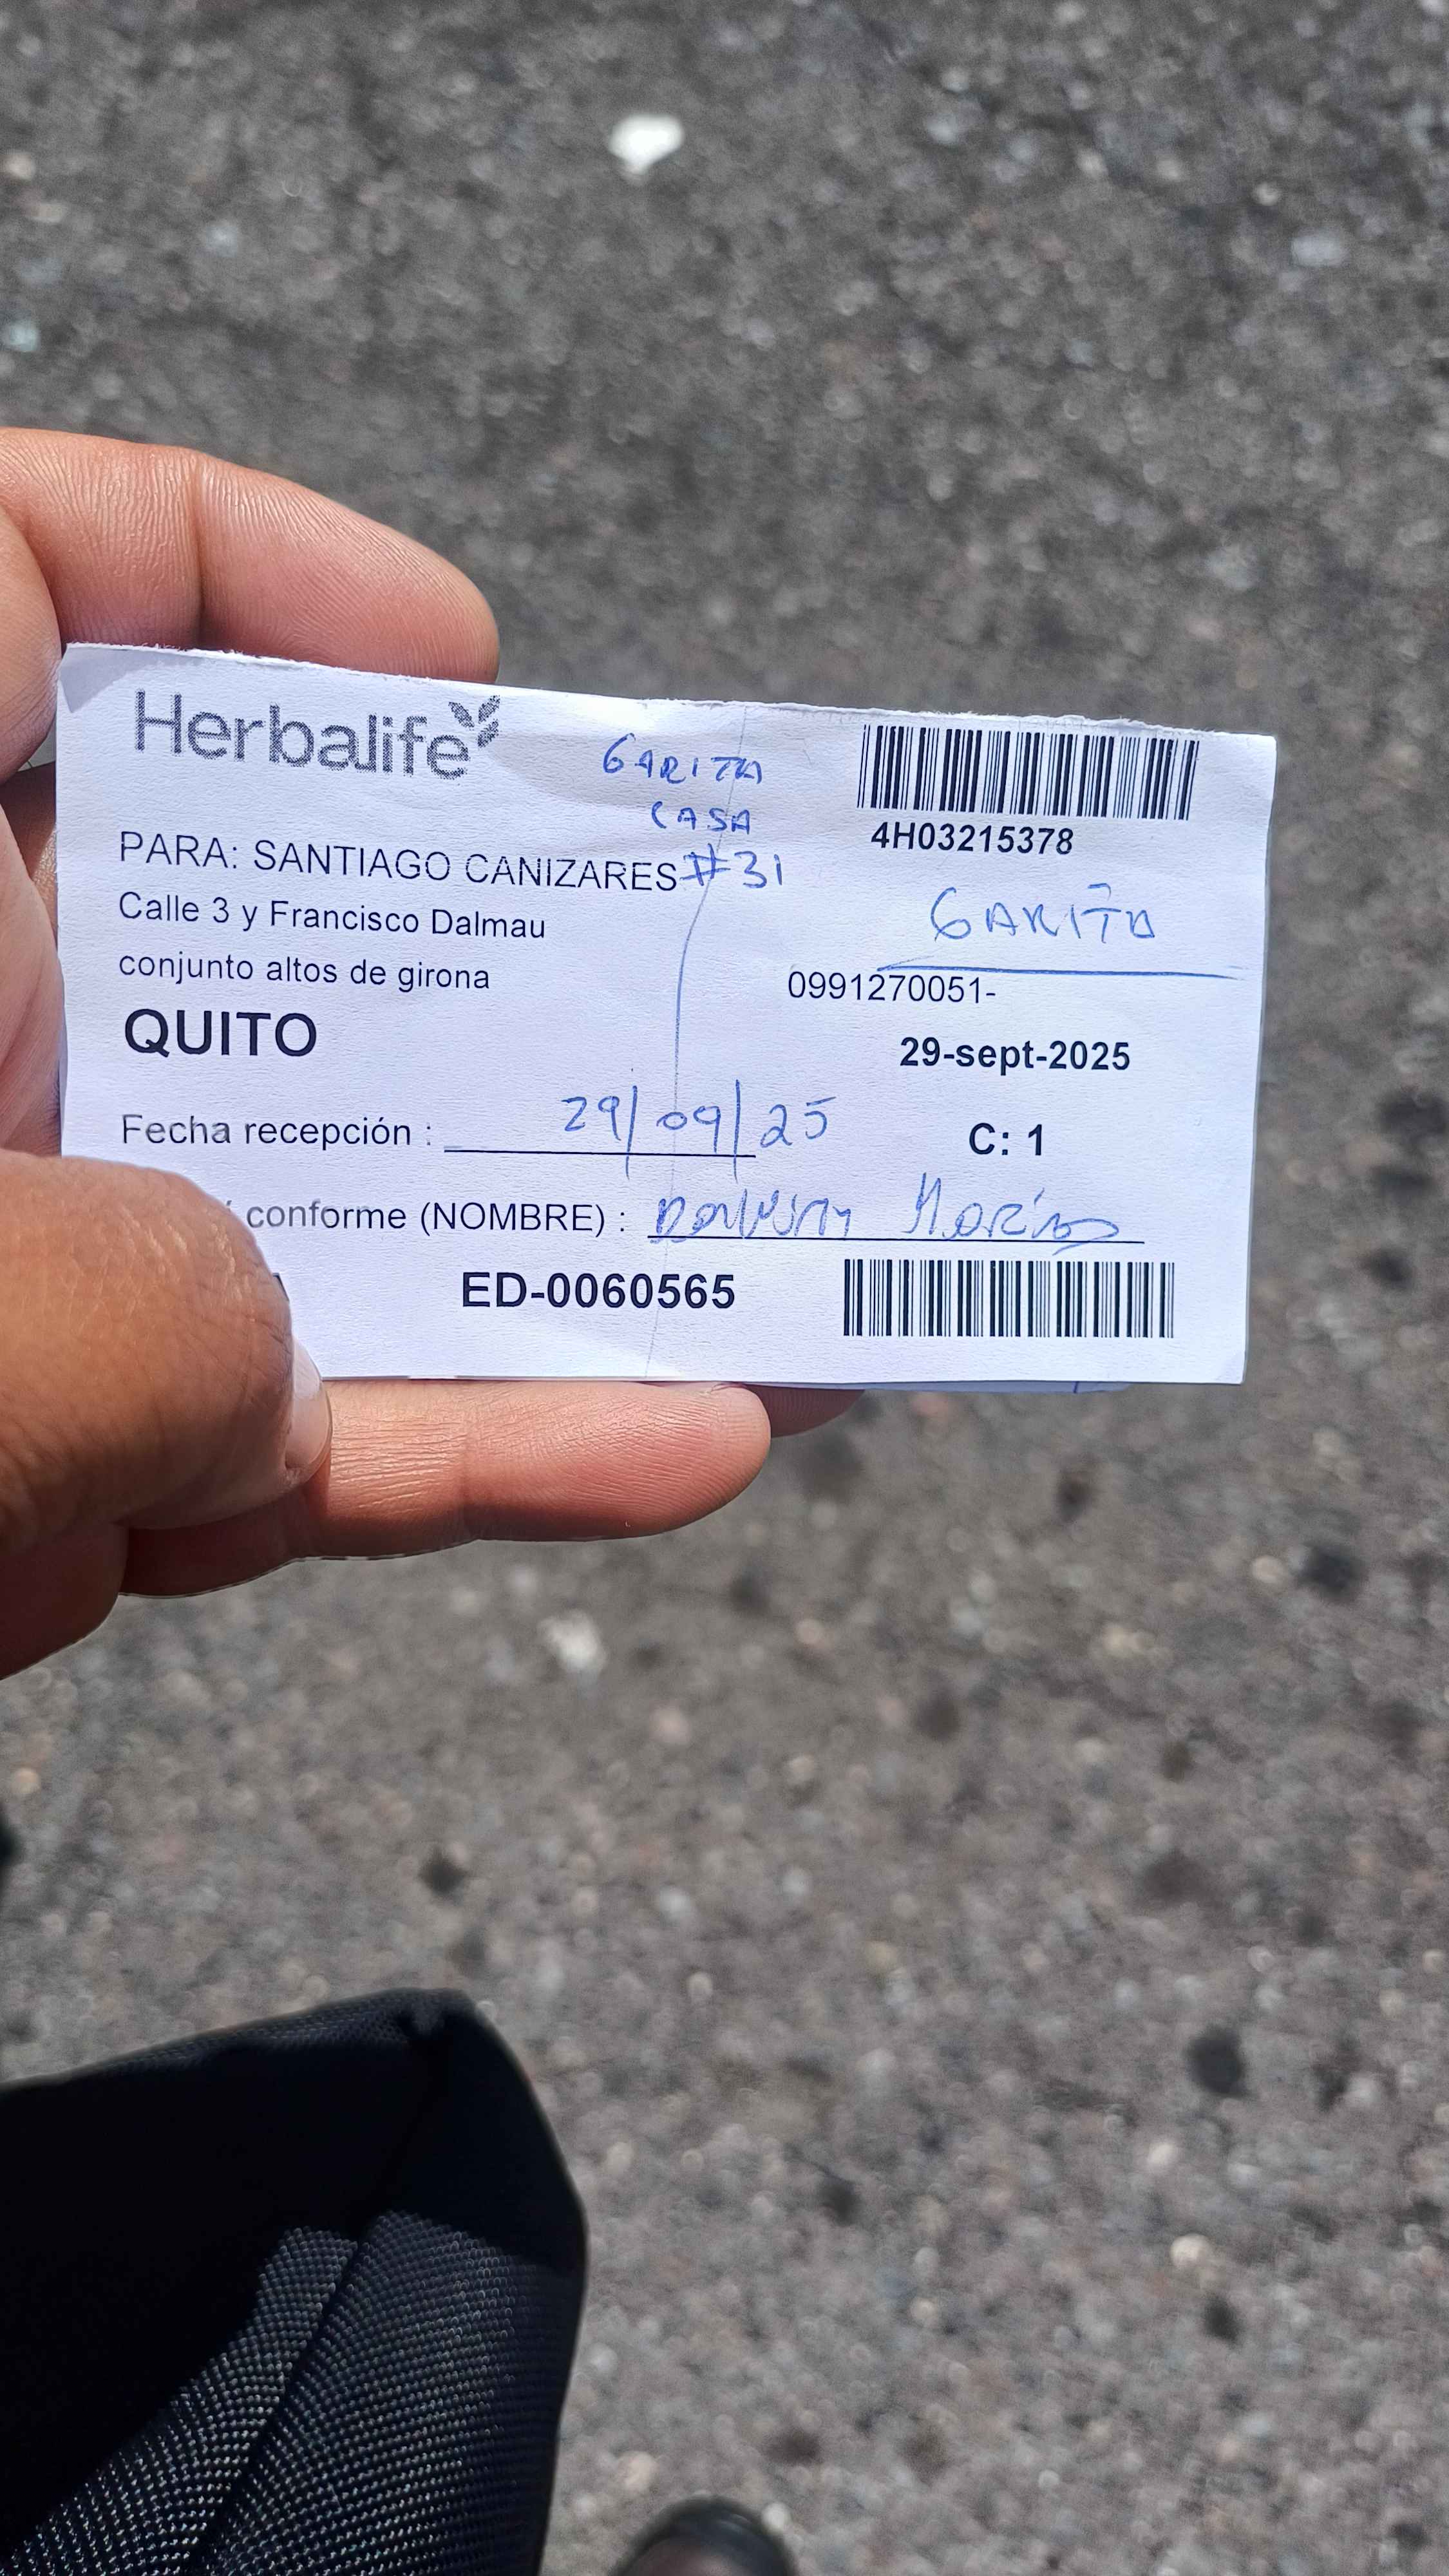 Herbalife
GARITA
CASA
#31
4H03215378
PARA: SANTIAGO CANIZARES
GARITA
Calle 3 y Francisco Dalmau
conjunto altos de girona
0991270051-
QUITO
29-sept-2025
Fecha recepción : 29/09/25
C: 1
conforme (NOMBRE) :
ED-0060565